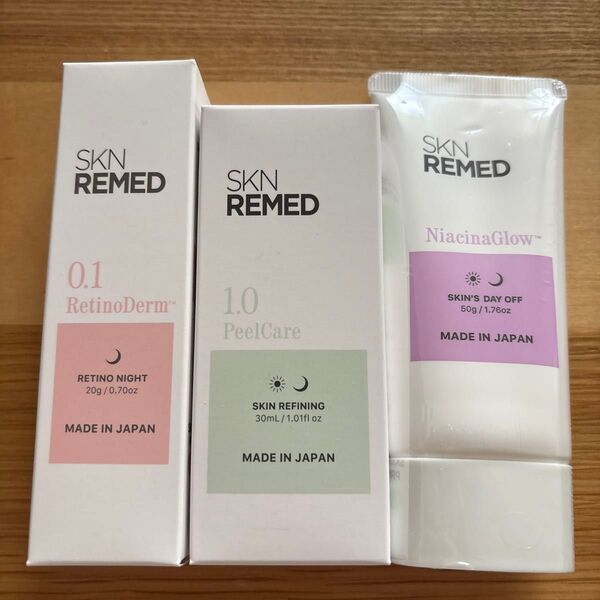 SKN
REMED
0.1
RetinoDerm™
RETINO NIGHT
20g / 0.70oz
MADE IN JAPAN
SKN
REMED
1.0
PeelCare
SKIN REFINING
30mL / 1.01fl oz
MADE IN JAPAN
SKN
REMED
NiacinaGlow™
SKIN'S DAY OFF
50g / 1.76oz
MADE IN JAPAN